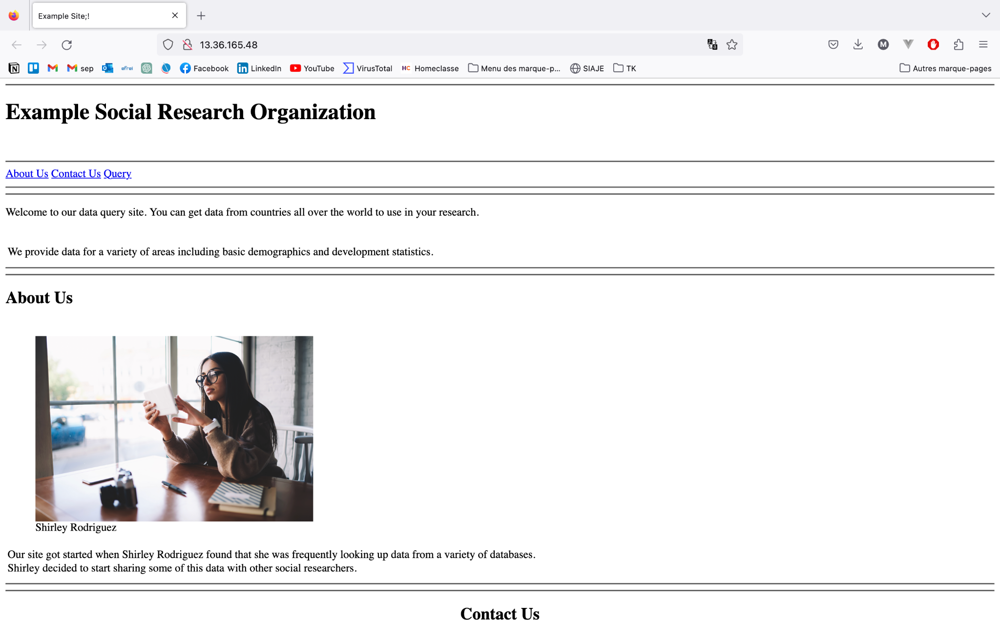 Example Site;!
13.36.165.48
sep
efrei
Facebook
LinkedIn
YouTube
VirusTotal
HC Homeclasse
Menu des marque-p...
SIAJE
TK
Autres marque-pages
Example Social Research Organization
About Us Contact Us Query
Welcome to our data query site. You can get data from countries all over the world to use in your research.
We provide data for a variety of areas including basic demographics and development statistics.
About Us
Shirley Rodriguez
Our site got started when Shirley Rodriguez found that she was frequently looking up data from a variety of databases.
Shirley decided to start sharing some of this data with other social researchers.
Contact Us